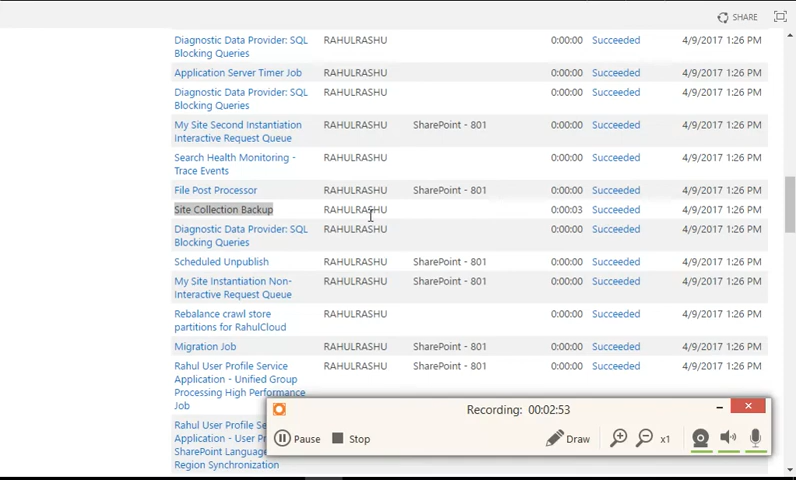 SHARE
Diagnostic Data Provider: SQL RAHULRASHU 0:00:00 Succeeded 4/9/2017 1:26 PM
Blocking Queries
Application Server Timer Job RAHULRASHU 0:00:00 Succeeded 4/9/2017 1:26 PM
Diagnostic Data Provider: SQL RAHULRASHU 0:00:00 Succeeded 4/9/2017 1:26 PM
Blocking Queries
My Site Second Instantiation RAHULRASHU SharePoint - 801 0:00:00 Succeeded 4/9/2017 1:26 PM
Interactive Request Queue
Search Health Monitoring - RAHULRASHU 0:00:00 Succeeded 4/9/2017 1:26 PM
Trace Events
File Post Processor RAHULRASHU SharePoint - 801 0:00:00 Succeeded 4/9/2017 1:26 PM
Site Collection Backup RAHULRASHU 0:00:03 Succeeded 4/9/2017 1:26 PM
Diagnostic Data Provider: SQL RAHULRASHU 0:00:00 Succeeded 4/9/2017 1:26 PM
Blocking Queries
Scheduled Unpublish RAHULRASHU SharePoint - 801 0:00:00 Succeeded 4/9/2017 1:26 PM
My Site Instantiation Non- RAHULRASHU SharePoint - 801 0:00:00 Succeeded 4/9/2017 1:26 PM
Interactive Request Queue
Rebalance crawl store RAHULRASHU 0:00:00 Succeeded 4/9/2017 1:26 PM
partitions for RahulCloud
Migration Job RAHULRASHU SharePoint - 801 0:00:00 Succeeded 4/9/2017 1:26 PM
Rahul User Profile Service RAHULRASHU SharePoint - 801 0:00:00 Succeeded 4/9/2017 1:26 PM
Application - Unified Group
Processing High Performance
Job
Recording: 00:02:53
Rahul User Profile Se
Application - User Pr
Pause Stop Draw x1
SharePoint Language
Region Synchronization